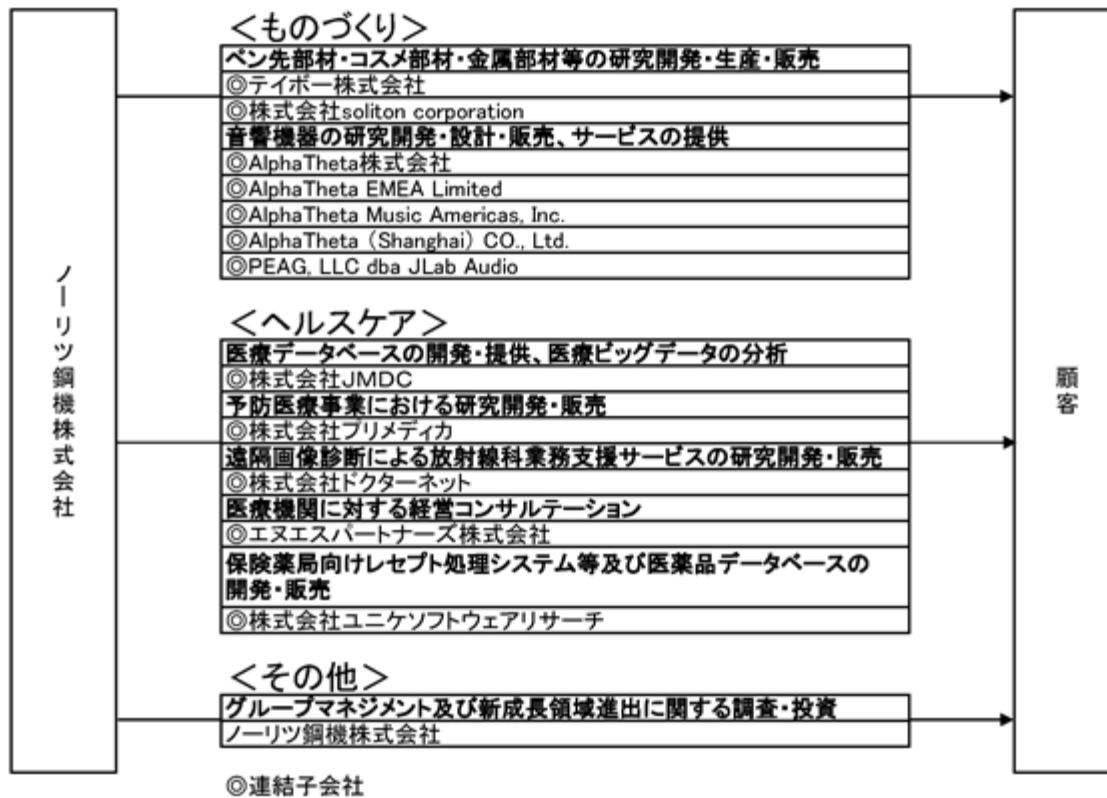 ノーリツ鋼機株式会社
＜ものづくり＞
ペン先部材・コスメ部材・金属部材等の研究開発・生産・販売
◎テイボー株式会社
◎株式会社soliton corporation
音響機器の研究開発・設計・販売、サービスの提供
◎AlphaTheta株式会社
◎AlphaTheta EMEA Limited
◎AlphaTheta Music Americas, Inc.
◎AlphaTheta （Shanghai） CO., Ltd.
◎PEAG, LLC dba JLab Audio
＜ヘルスケア＞
医療データベースの開発・提供、医療ビッグデータの分析
◎株式会社JMDC
予防医療事業における研究開発・販売
◎株式会社プリメディカ
遠隔画像診断による放射線科業務支援サービスの研究開発・販売
◎株式会社ドクターネット
医療機関に対する経営コンサルテーション
◎エヌエスパートナーズ株式会社
保険薬局向けレセプト処理システム等及び医薬品データベースの
開発・販売
◎株式会社ユニケソフトウェアリサーチ
＜その他＞
グループマネジメント及び新成長領域進出に関する調査・投資
ノーリツ鋼機株式会社
◎連結子会社
顧客